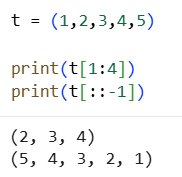 t = (1,2,3,4,5)
print(t[1:4])
print(t[::-1])
(2, 3, 4)
(5, 4, 3, 2, 1)